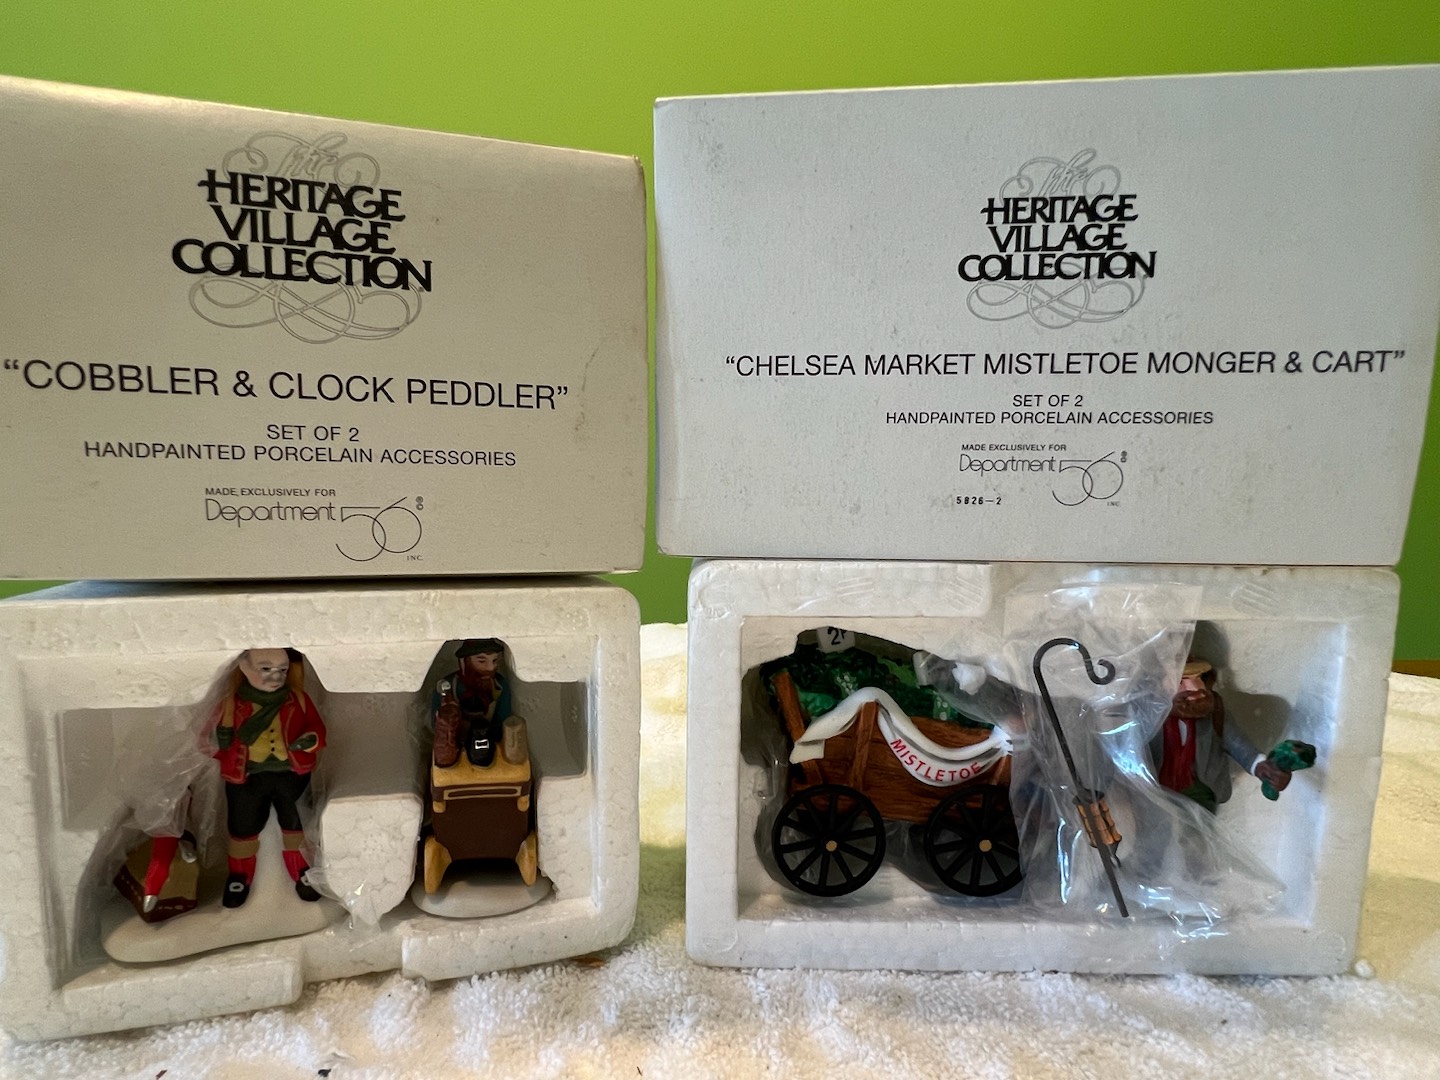 The
HERITAGE
VILLAGE
COLLECTION
“COBBLER & CLOCK PEDDLER”
SET OF 2
HANDPAINTED PORCELAIN ACCESSORIES
MADE EXCLUSIVELY FOR
Department 56®
INC.
The
HERITAGE
VILLAGE
COLLECTION
“CHELSEA MARKET MISTLETOE MONGER & CART”
SET OF 2
HANDPAINTED PORCELAIN ACCESSORIES
MADE EXCLUSIVELY FOR
Department 56®
5826-2
INC.
MISTLETOE